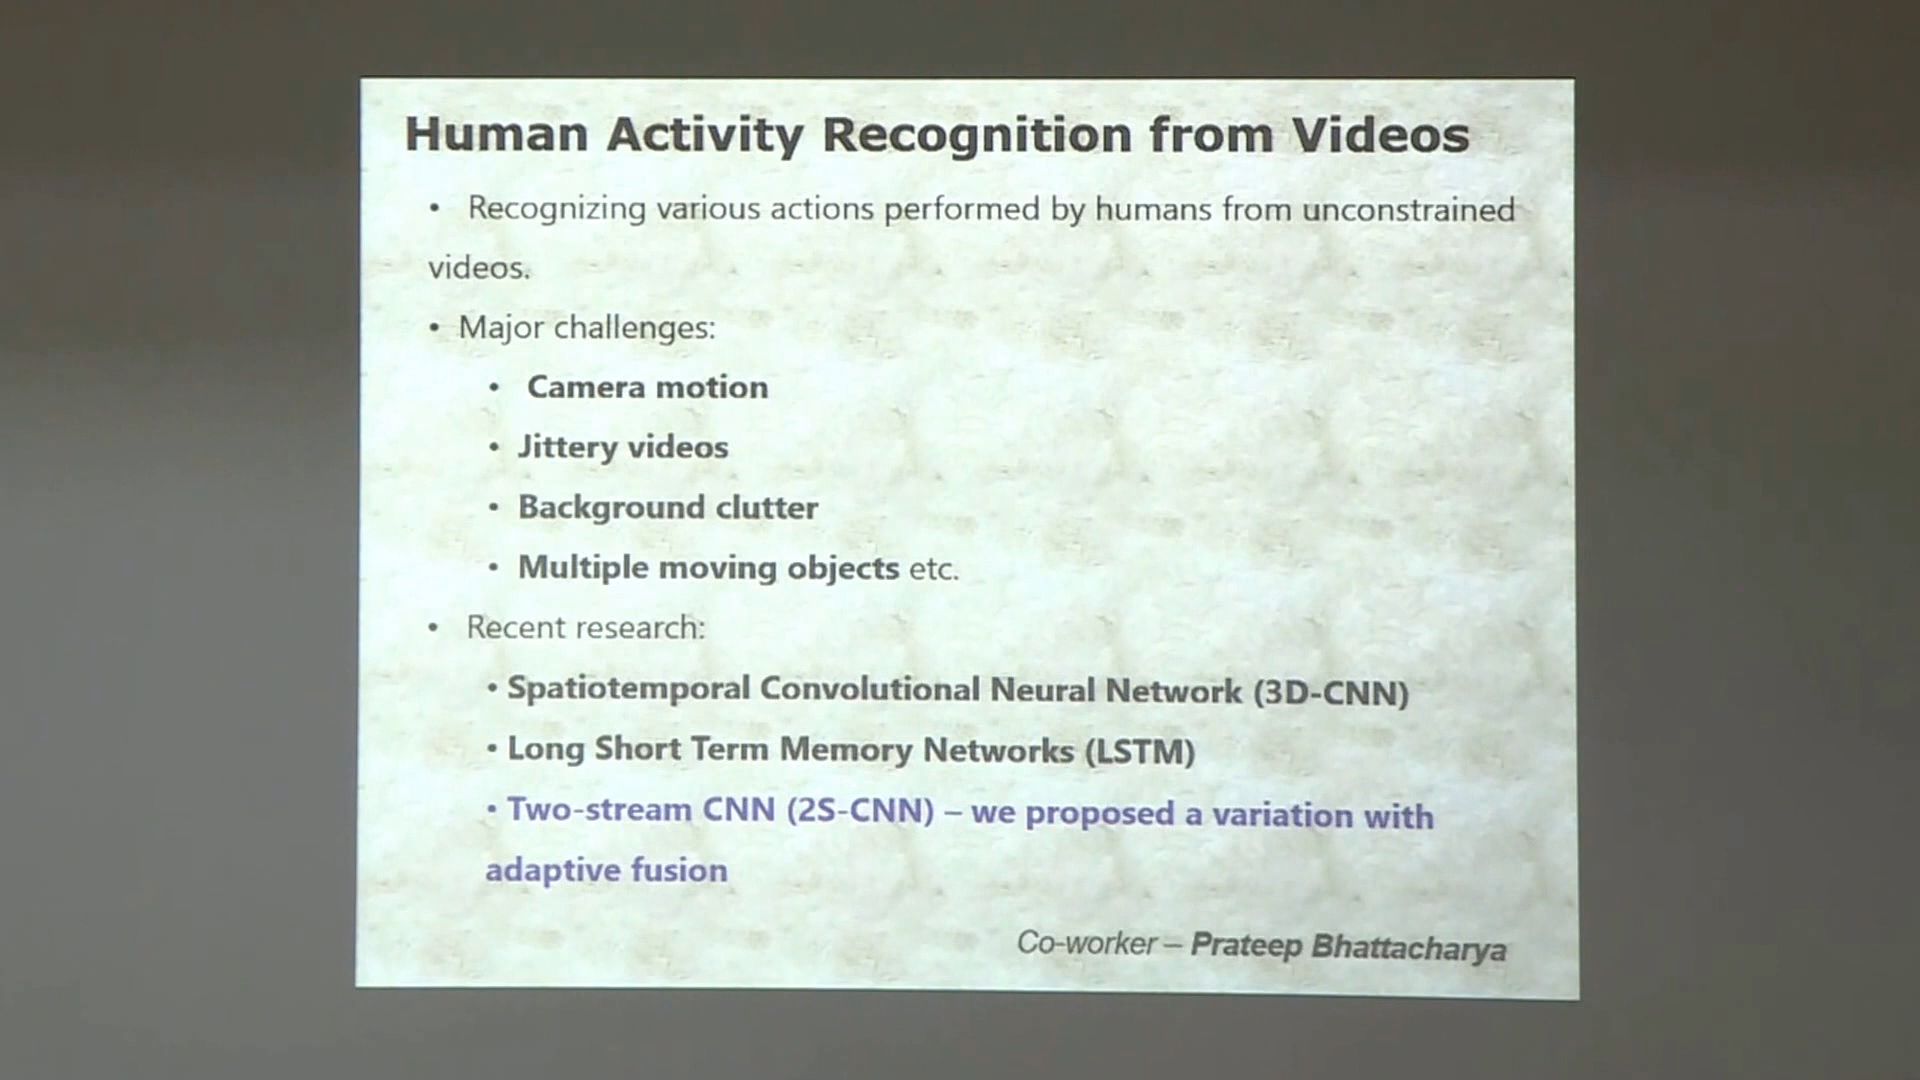 Human Activity Recognition from Videos
• Recognizing various actions performed by humans from unconstrained
videos.
• Major challenges:
• Camera motion
• Jittery videos
• Background clutter
• Multiple moving objects etc.
• Recent research:
• Spatiotemporal Convolutional Neural Network (3D-CNN)
• Long Short Term Memory Networks (LSTM)
• Two-stream CNN (2S-CNN) – we proposed a variation with
adaptive fusion
Co-worker – Prateep Bhattacharya